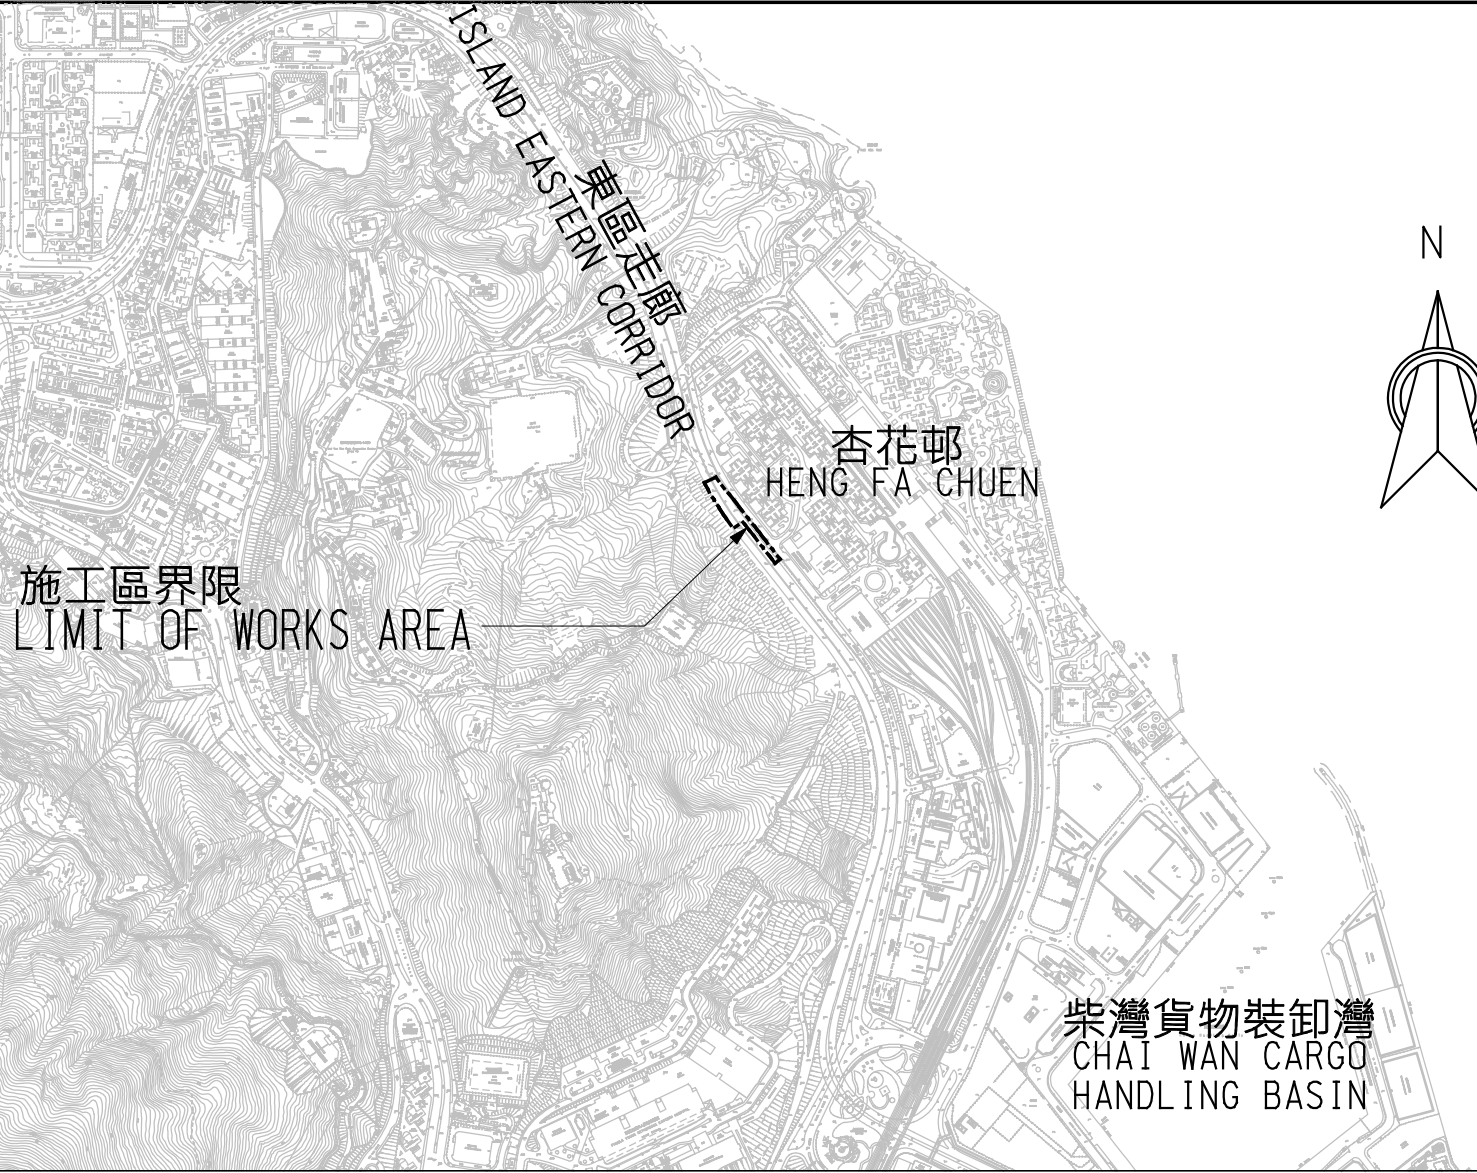 ISLAND EASTERN CORRIDOR
東區走廊
N
杏花邨
HENG FA CHUEN
施工區界限
LIMIT OF WORKS AREA
柴灣貨物裝卸灣
CHAI WAN CARGO
HANDLING BASIN